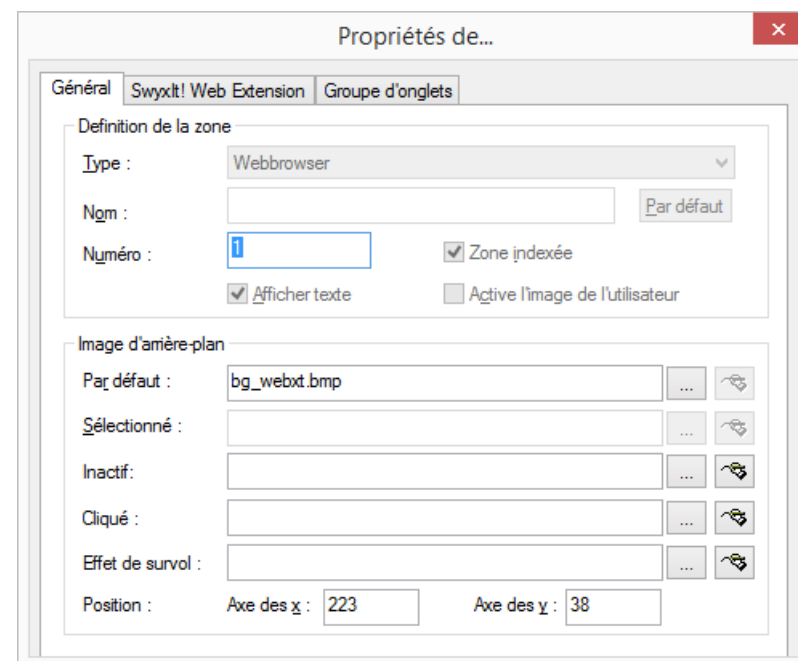 Propriétés de...
Général SwyxIt! Web Extension Groupe d'onglets
Definition de la zone
Type : Webbrowser
Nom : Par défaut
Numéro : 1 Zone indexée
Afficher texte Active l'image de l'utilisateur
Image d'arrière-plan
Par défaut : bg_webxt.bmp ...
Sélectionné : ...
Inactif: ...
Cliqué : ...
Effet de survol : ...
Position : Axe des x : 223 Axe des y : 38